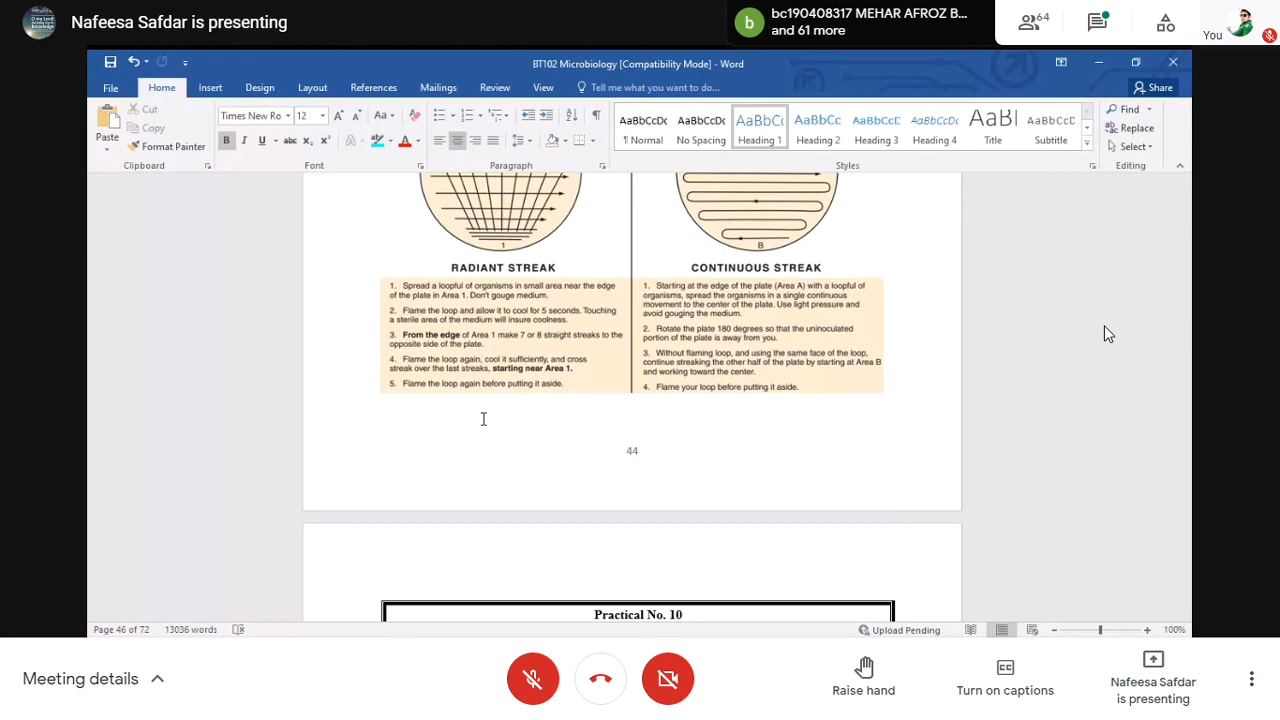 Nafeesa Safdar is presenting
bc190408317 MEHAR AFROZ B...
and 61 more
64
You
BT102 Microbiology [Compatibility Mode] - Word
File Home Insert Design Layout References Mailings Review View Tell me what you want to do... Share
Paste
Cut
Copy
Format Painter
Times New Ro 12
AaBbCcDc AaBbCcDc AaBbC AaBbCc AaBbCcD AaBbCcD AaBl AaBbCcD
¶ Normal No Spacing Heading 1 Heading 2 Heading 3 Heading 4 Title Subtitle
Find
Replace
Select
Clipboard Font Paragraph Styles Editing
1
B
RADIANT STREAK
1. Spread a loopful of organisms in small area near the edge
of the plate in Area 1. Don't gouge medium.
2. Flame the loop and allow it to cool for 5 seconds. Touching
a sterile area of the medium will insure coolness.
3. From the edge of Area 1 make 7 or 8 straight streaks to the
opposite side of the plate.
4. Flame the loop again, cool it sufficiently, and cross
streak over the last streaks, starting near Area 1.
5. Flame the loop again before putting it aside.
CONTINUOUS STREAK
1. Starting at the edge of the plate (Area A) with a loopful of
organisms, spread the organisms in a single continuous
movement to the center of the plate. Use light pressure and
avoid gouging the medium.
2. Rotate the plate 180 degrees so that the uninoculated
portion of the plate is away from you.
3. Without flaming loop, and using the same face of the loop,
continue streaking the other half of the plate by starting at Area B
and working toward the center.
4. Flame your loop before putting it aside.
44
Practical No. 10
Page 46 of 72 13036 words Upload Pending 100%
Meeting details
Raise hand
Turn on captions
Nafeesa Safdar
is presenting